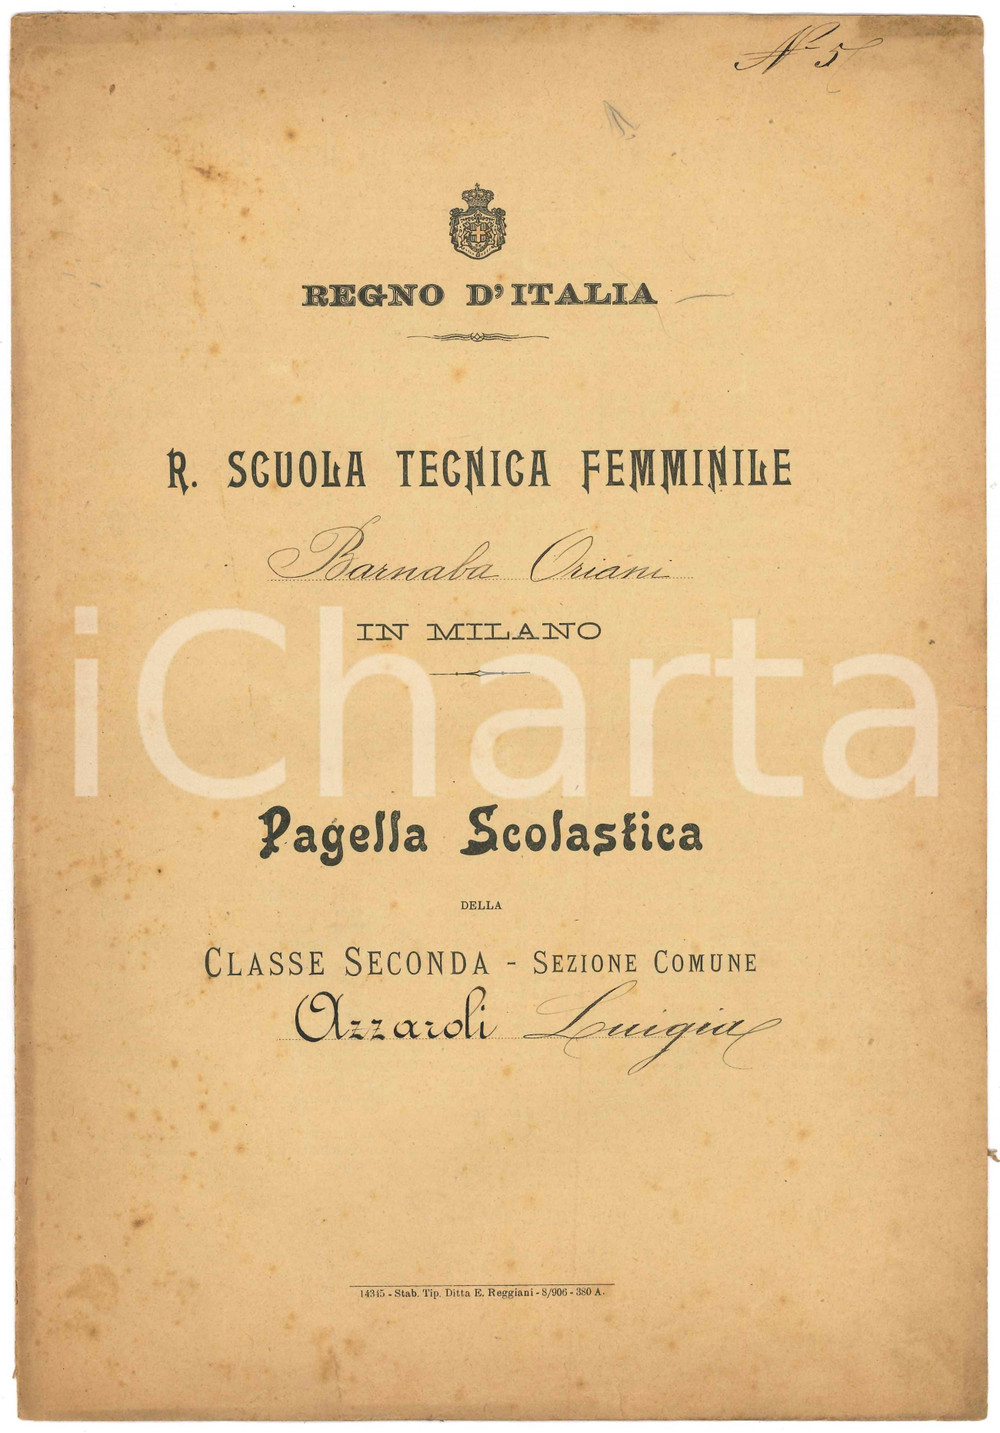 N° 5
REGNO D'ITALIA
R. SCUOLA TECNICA FEMMINILE
Barnaba Oriani
IN MILANO
iCharta
Pagella Scolastica
DELLA
CLASSE SECONDA - SEZIONE COMUNE
Azzaroli Luigia
14345 - Stab. Tip. Ditta E. Reggiani - 8/906 - 380 A.